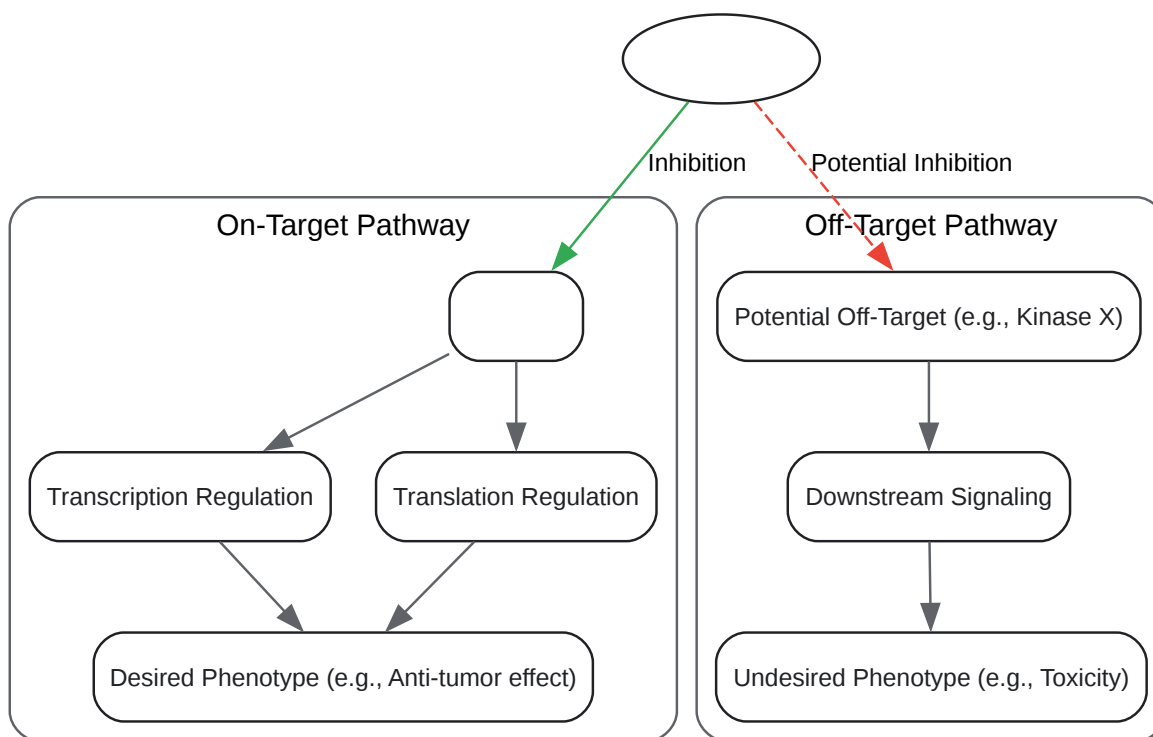 Inhibition
Potential Inhibition
On-Target Pathway
Off-Target Pathway
Potential Off-Target (e.g., Kinase X)
Transcription Regulation
Translation Regulation
Downstream Signaling
Desired Phenotype (e.g., Anti-tumor effect)
Undesired Phenotype (e.g., Toxicity)